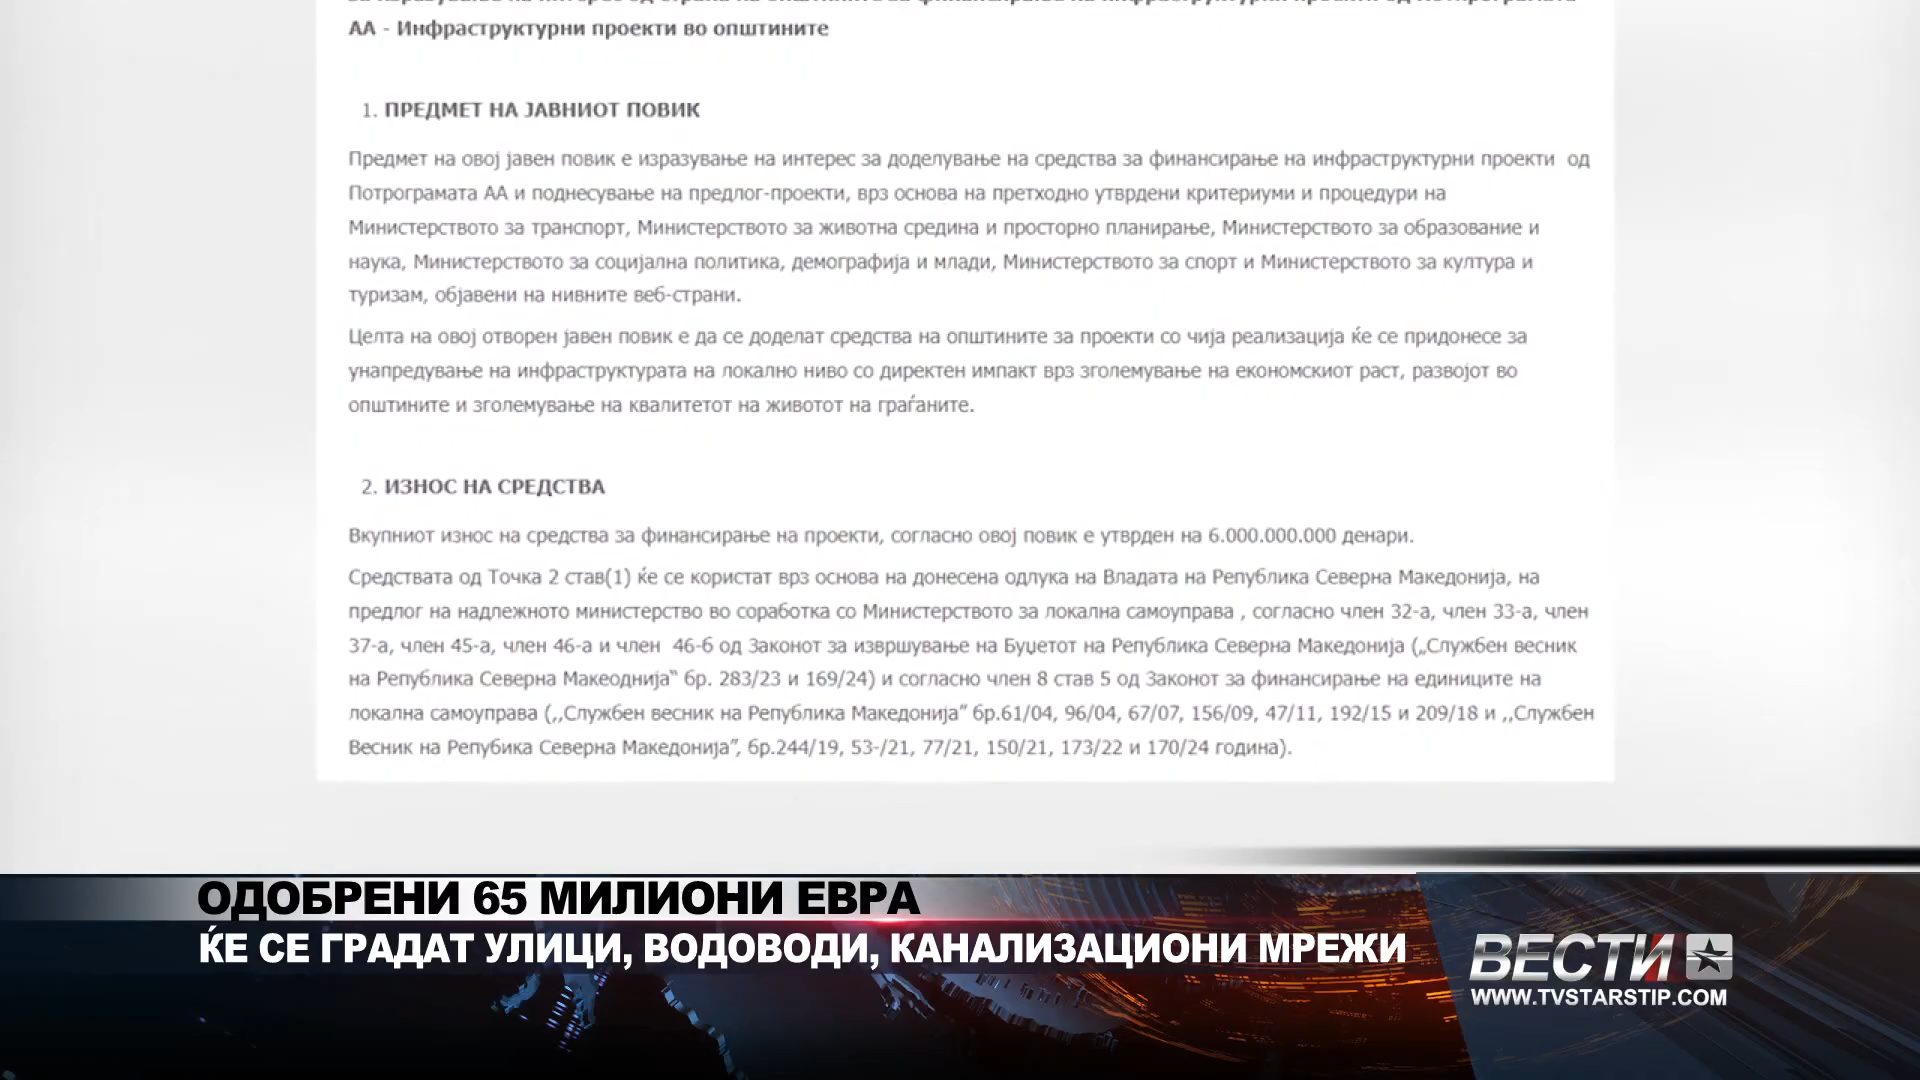 АА - Инфраструктурни проекти во општините
1. ПРЕДМЕТ НА ЈАВНИОТ ПОВИК
Предмет на овој јавен повик е изразување на интерес за доделување на средства за финансирање на инфраструктурни проекти од
Потрограмата АА и поднесување на предлог-проекти, врз основа на претходно утврдени критериуми и процедури на
Министерството за транспорт, Министерството за животна средина и просторно планирање, Министерството за образование и
наука, Министерството за социјална политика, демографија и млади, Министерството за спорт и Министерството за култура и
туризам, објавени на нивните веб-страни.
Целта на овој отворен јавен повик е да се доделат средства на општините за проекти со чија реализација ќе се придонесе за
унапредување на инфраструктурата на локално ниво со директен импакт врз зголемување на економскиот раст, развојот во
општините и зголемување на квалитетот на животот на граѓаните.
2. ИЗНОС НА СРЕДСТВА
Вкупниот износ на средства за финансирање на проекти, согласно овој повик е утврден на 6.000.000.000 денари.
Средствата од Точка 2 став(1) ќе се користат врз основа на донесена одлука на Владата на Република Северна Македонија, на
предлог на надлежното министерство во соработка со Министерството за локална самоуправа , согласно член 32-а, член 33-а, член
37-а, член 45-а, член 46-а и член 46-б од Законот за извршување на Буџетот на Република Северна Македонија („Службен весник
на Република Северна Макеоднија“ бр. 283/23 и 169/24) и согласно член 8 став 5 од Законот за финансирање на единиците на
локална самоуправа (,,Службен весник на Република Македонија” бр.61/04, 96/04, 67/07, 156/09, 47/11, 192/15 и 209/18 и ,,Службен
Весник на Репубика Северна Македонија”, бр.244/19, 53-/21, 77/21, 150/21, 173/22 и 170/24 година).
ОДОБРЕНИ 65 МИЛИОНИ ЕВРА
ЌЕ СЕ ГРАДАТ УЛИЦИ, ВОДОВОДИ, КАНАЛИЗАЦИОНИ МРЕЖИ
ВЕСТИ
WWW.TVSTARSTIP.COM